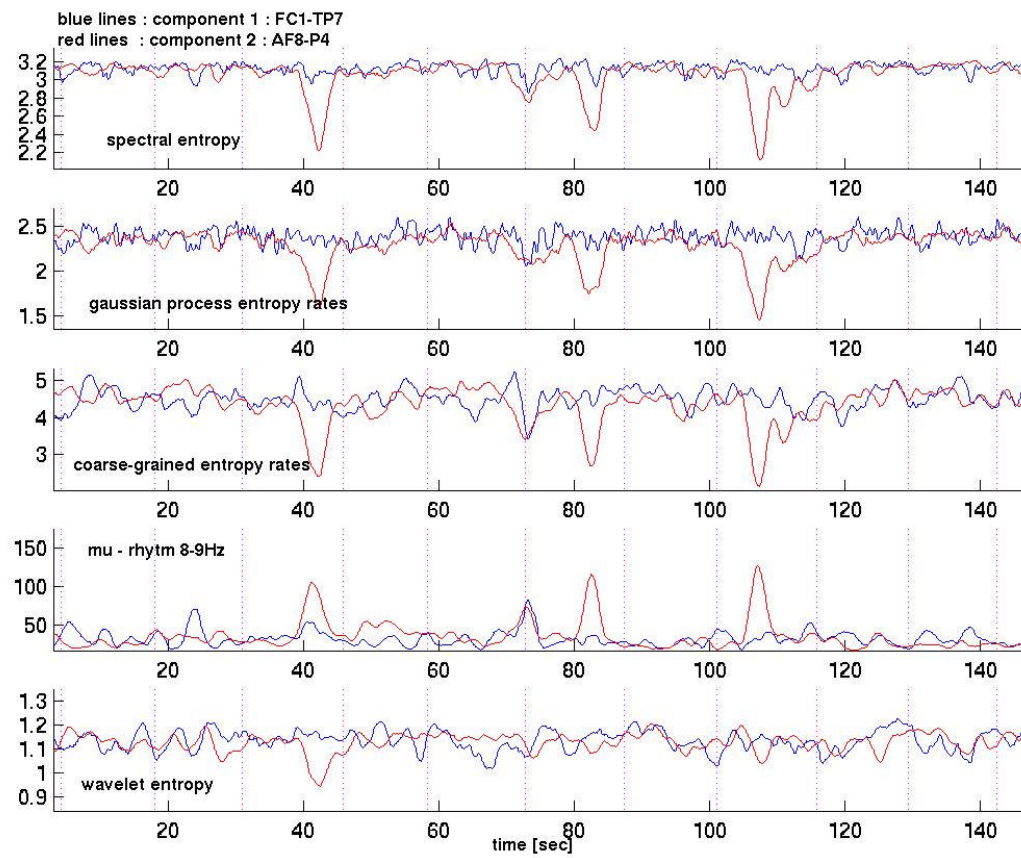 blue lines : component 1 : FC1-TP7
red lines : component 2 : AF8-P4
3.2
3
2.8
2.6
2.4
2.2
spectral entropy
20 40 60 80 100 120 140
2.5
2
1.5
gaussian process entropy rates
20 40 60 80 100 120 140
5
4
3
coarse-grained entropy rates
20 40 60 80 100 120 140
150
100
50
mu - rhytm 8-9Hz
20 40 60 80 100 120 140
1.3
1.2
1.1
1
0.9
wavelet entropy
20 40 60 80 100 120 140
time [sec]